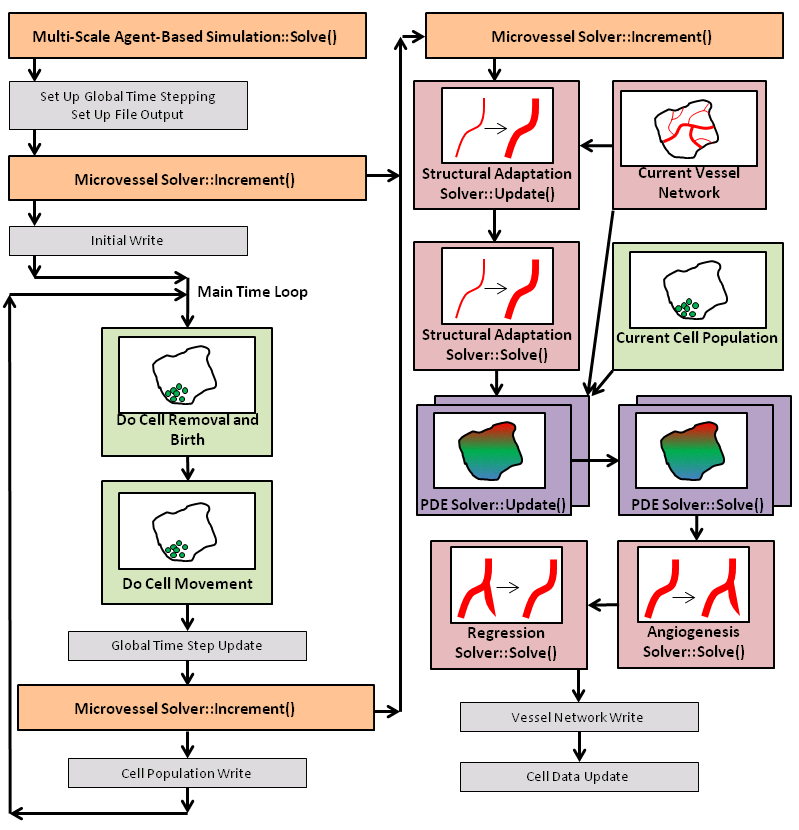 Multi-Scale Agent-Based Simulation::Solve()
Set Up Global Time Stepping
Set Up File Output
Microvessel Solver::Increment()
Initial Write
Main Time Loop
Do Cell Removal and
Birth
Do Cell Movement
Global Time Step Update
Microvessel Solver::Increment()
Cell Population Write
Microvessel Solver::Increment()
Structural Adaptation
Solver::Update()
Current Vessel
Network
Structural Adaptation
Solver::Solve()
Current Cell Population
PDE Solver::Update()
PDE Solver::Solve()
Regression
Solver::Solve()
Angiogenesis
Solver::Solve()
Vessel Network Write
Cell Data Update